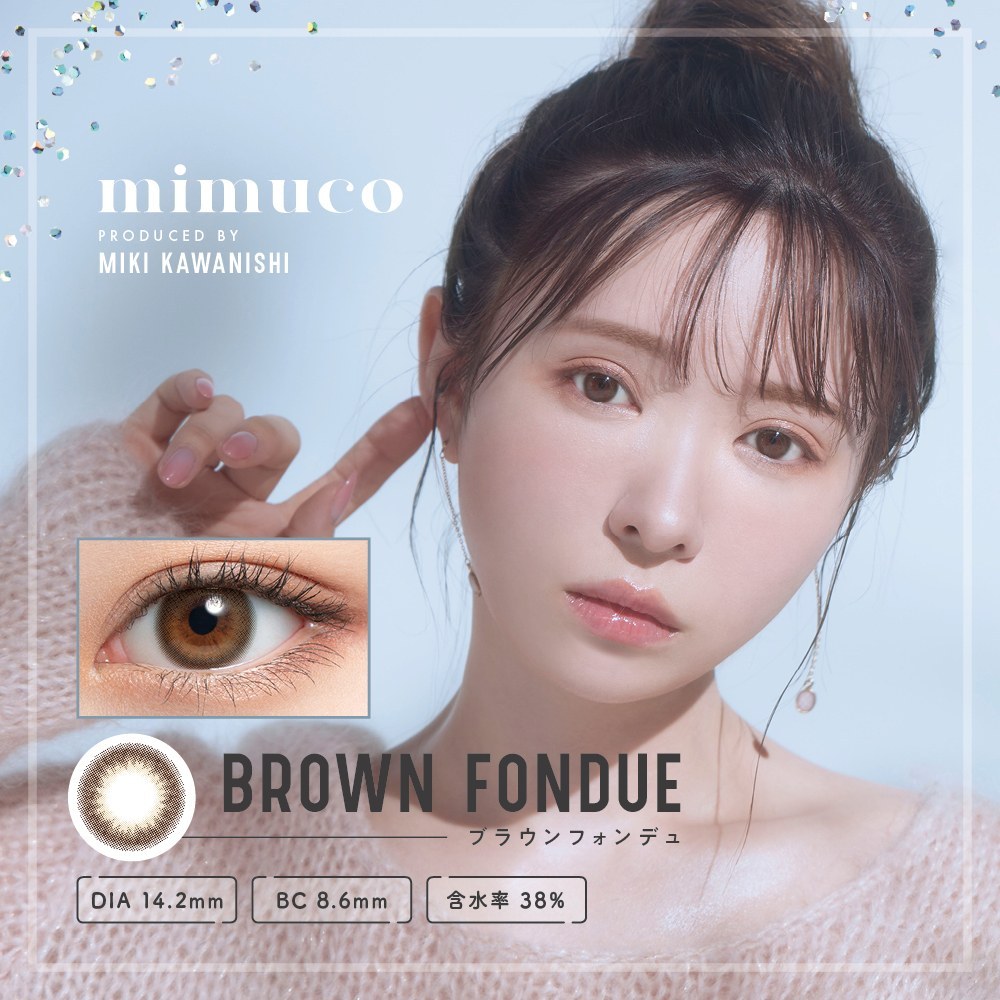 mimuco
PRODUCED BY
MIKI KAWANISHI
BROWN FONDUE
ブラウンフォンデュ
DIA 14.2mm
BC 8.6mm
含水率 38%